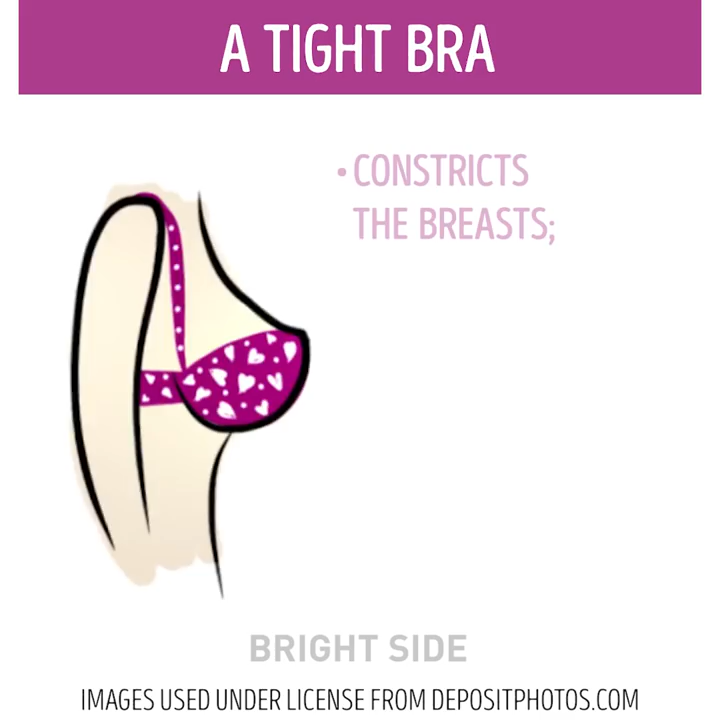 A TIGHT BRA
• CONSTRICTS
THE BREASTS;
BRIGHT SIDE
IMAGES USED UNDER LICENSE FROM DEPOSITPHOTOS.COM